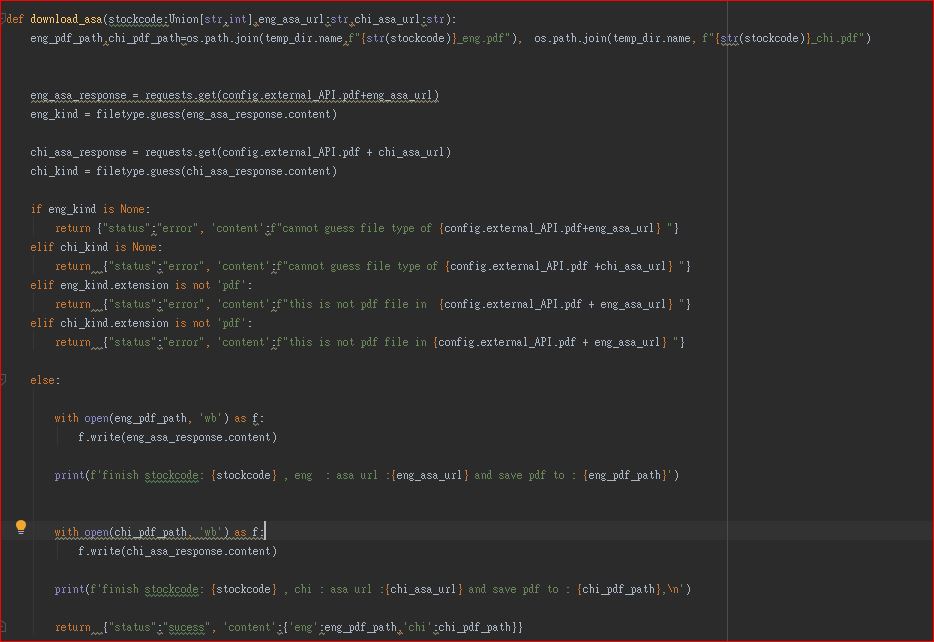 def download_asa(stockcode:Union[str,int],eng_asa_url:str,chi_asa_url:str):
    eng_pdf_path,chi_pdf_path=os.path.join(temp_dir.name,f"{str(stockcode)}_eng.pdf"),  os.path.join(temp_dir.name, f"{str(stockcode)}_chi.pdf")
    eng_asa_response = requests.get(config.external_API.pdf+eng_asa_url)
    eng_kind = filetype.guess(eng_asa_response.content)
    chi_asa_response = requests.get(config.external_API.pdf + chi_asa_url)
    chi_kind = filetype.guess(chi_asa_response.content)
    if eng_kind is None:
        return {"status":"error", 'content':f"cannot guess file type of {config.external_API.pdf+eng_asa_url} "}
    elif chi_kind is None:
        return  {"status":"error", 'content':f"cannot guess file type of {config.external_API.pdf +chi_asa_url} "}
    elif eng_kind.extension is not 'pdf':
        return  {"status":"error", 'content':f"this is not pdf file in  {config.external_API.pdf + eng_asa_url} "}
    elif chi_kind.extension is not 'pdf':
        return  {"status":"error", 'content':f"this is not pdf file in {config.external_API.pdf + eng_asa_url} "}
    else:
        with open(eng_pdf_path, 'wb') as f:
            f.write(eng_asa_response.content)
        print(f'finish stockcode: {stockcode} , eng  : asa url :{eng_asa_url} and save pdf to : {eng_pdf_path}')
        with open(chi_pdf_path, 'wb') as f:
            f.write(chi_asa_response.content)
        print(f'finish stockcode: {stockcode} , chi : asa url :{chi_asa_url} and save pdf to : {chi_pdf_path},\n')
        return  {"status":"sucess", 'content':{'eng':eng_pdf_path,'chi':chi_pdf_path}}